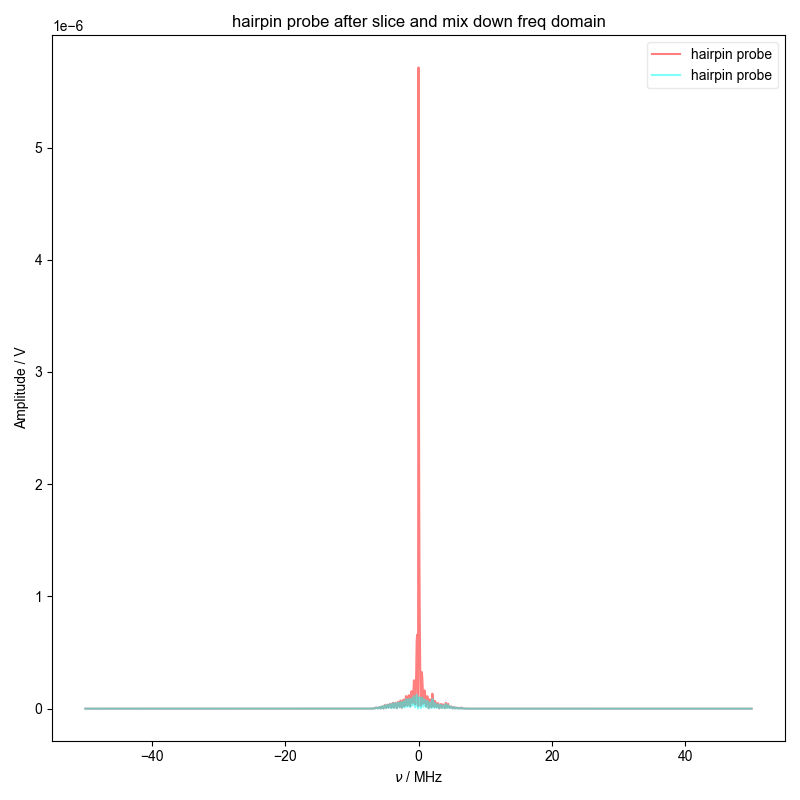 hairpin probe after slice and mix down freq domain
1e−6
hairpin probe
hairpin probe
5
4
3
2
1
0
Amplitude / V
−40
−20
0
20
40
ν / MHz